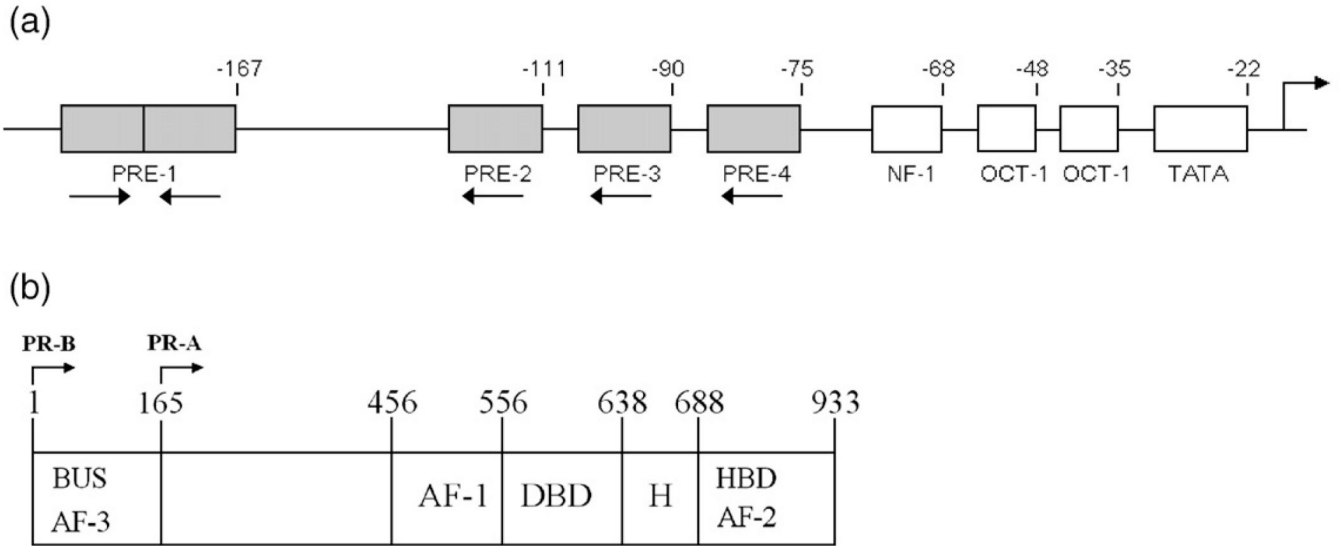 (a)
-167 -111 -90 -75 -68 -48 -35 -22
PRE-1 PRE-2 PRE-3 PRE-4 NF-1 OCT-1 OCT-1 TATA
(b)
PR-B PR-A
1 165 456 556 638 688 933
BUS
AF-3
AF-1 DBD H
HBD
AF-2